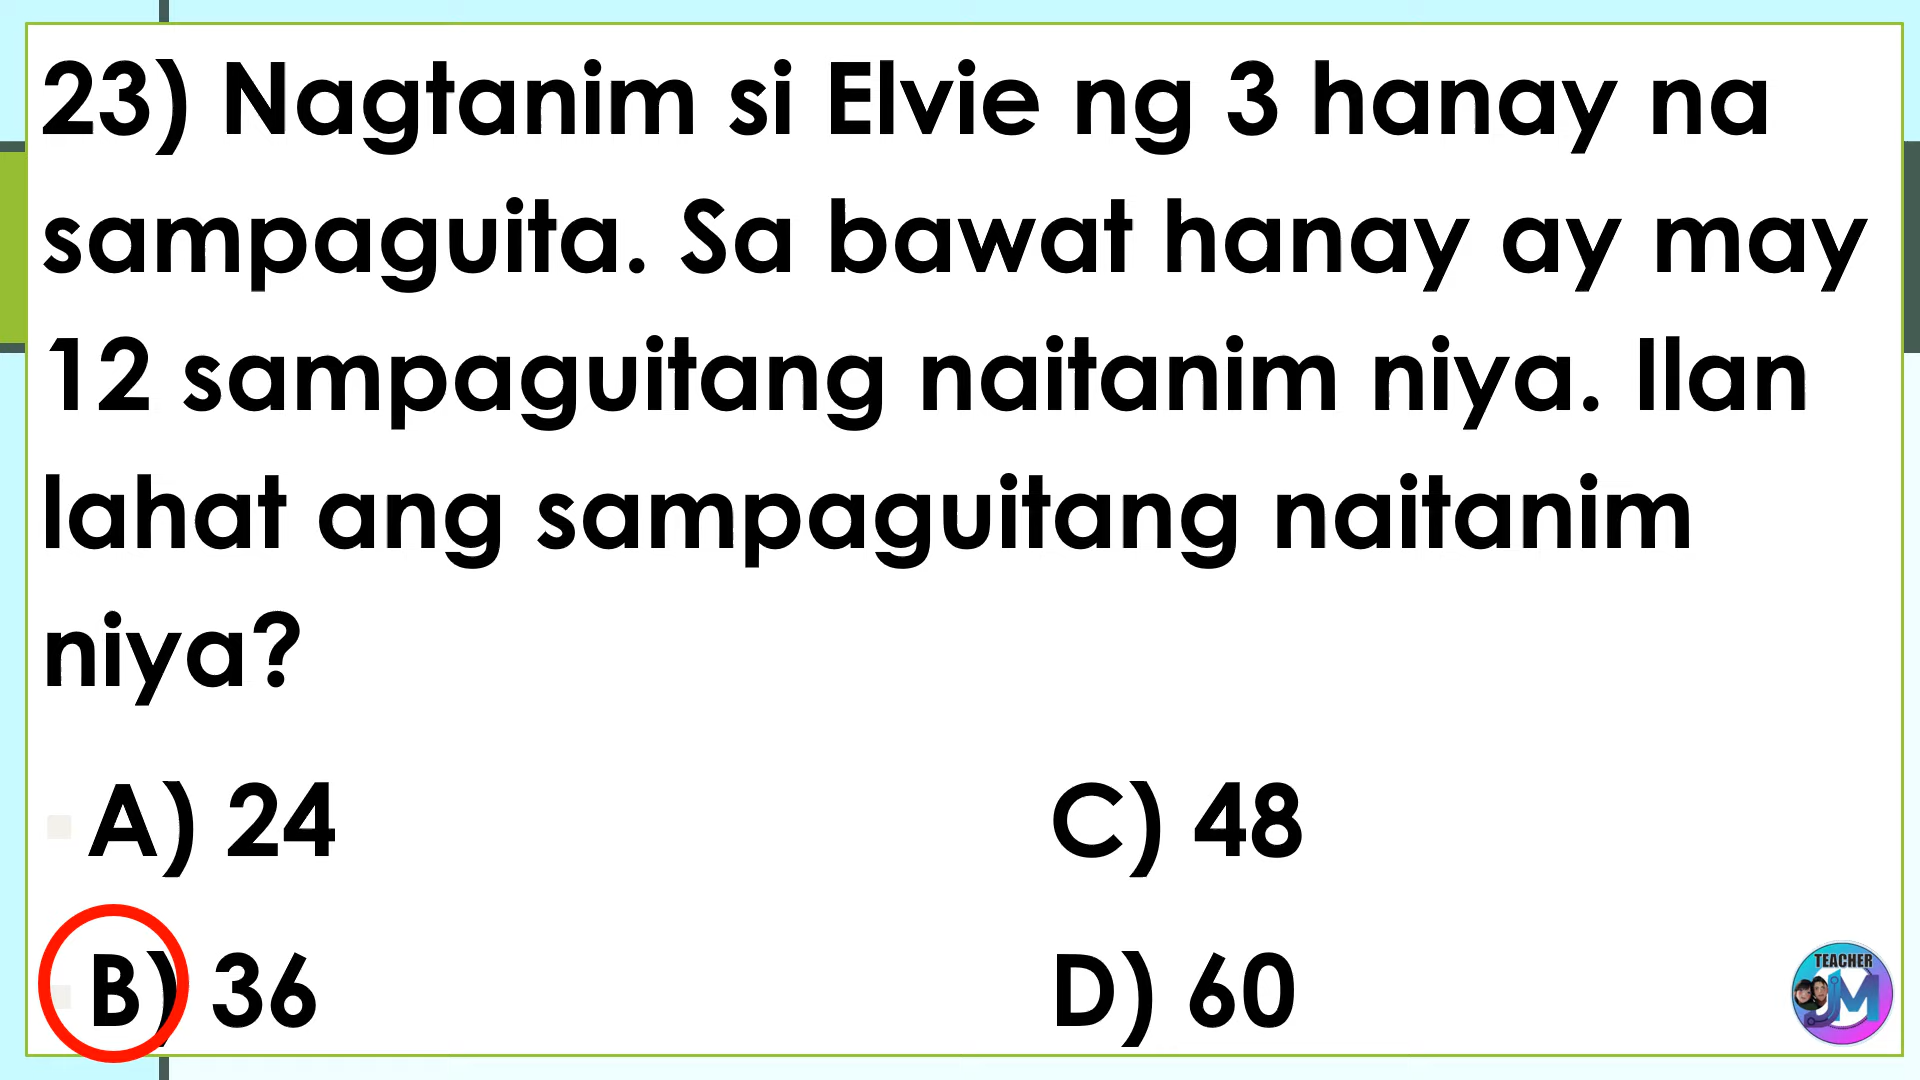 23) Nagtanim si Elvie ng 3 hanay na
sampaguita. Sa bawat hanay ay may
12 sampaguitang naitanim niya. Ilan
lahat ang sampaguitang naitanim
niya?
A) 24
C) 48
B) 36
D) 60
TEACHER
JM